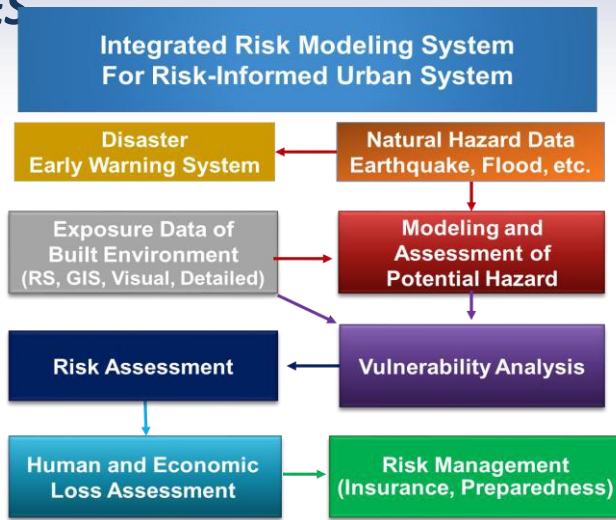 Integrated Risk Modeling System
For Risk-Informed Urban System
Disaster
Early Warning System
Natural Hazard Data
Earthquake, Flood, etc.
Exposure Data of
Built Environment
(RS, GIS, Visual, Detailed)
Modeling and
Assessment of
Potential Hazard
Risk Assessment
Vulnerability Analysis
Human and Economic
Loss Assessment
Risk Management
(Insurance, Preparedness)